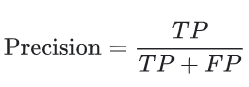 Precision = TP / (TP + FP)